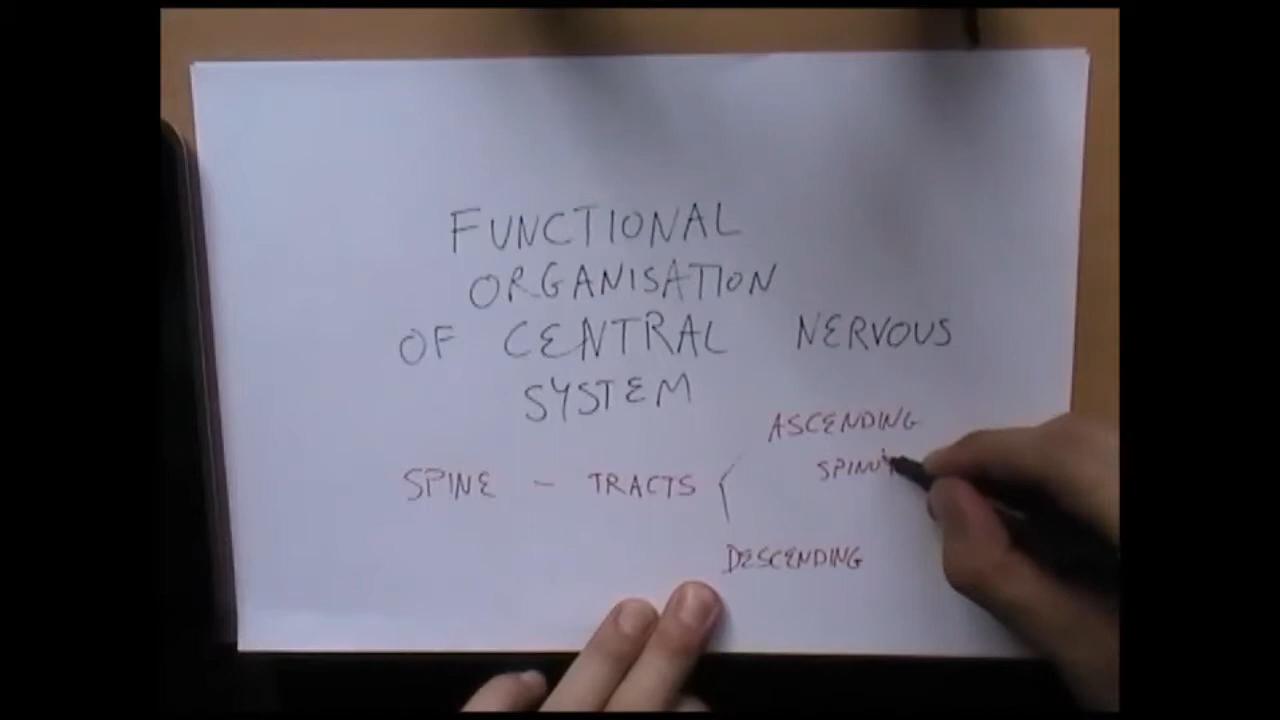 FUNCTIONAL
ORGANISATION
OF CENTRAL NERVOUS
SYSTEM
ASCENDING
SPINE - TRACTS
DESCENDING